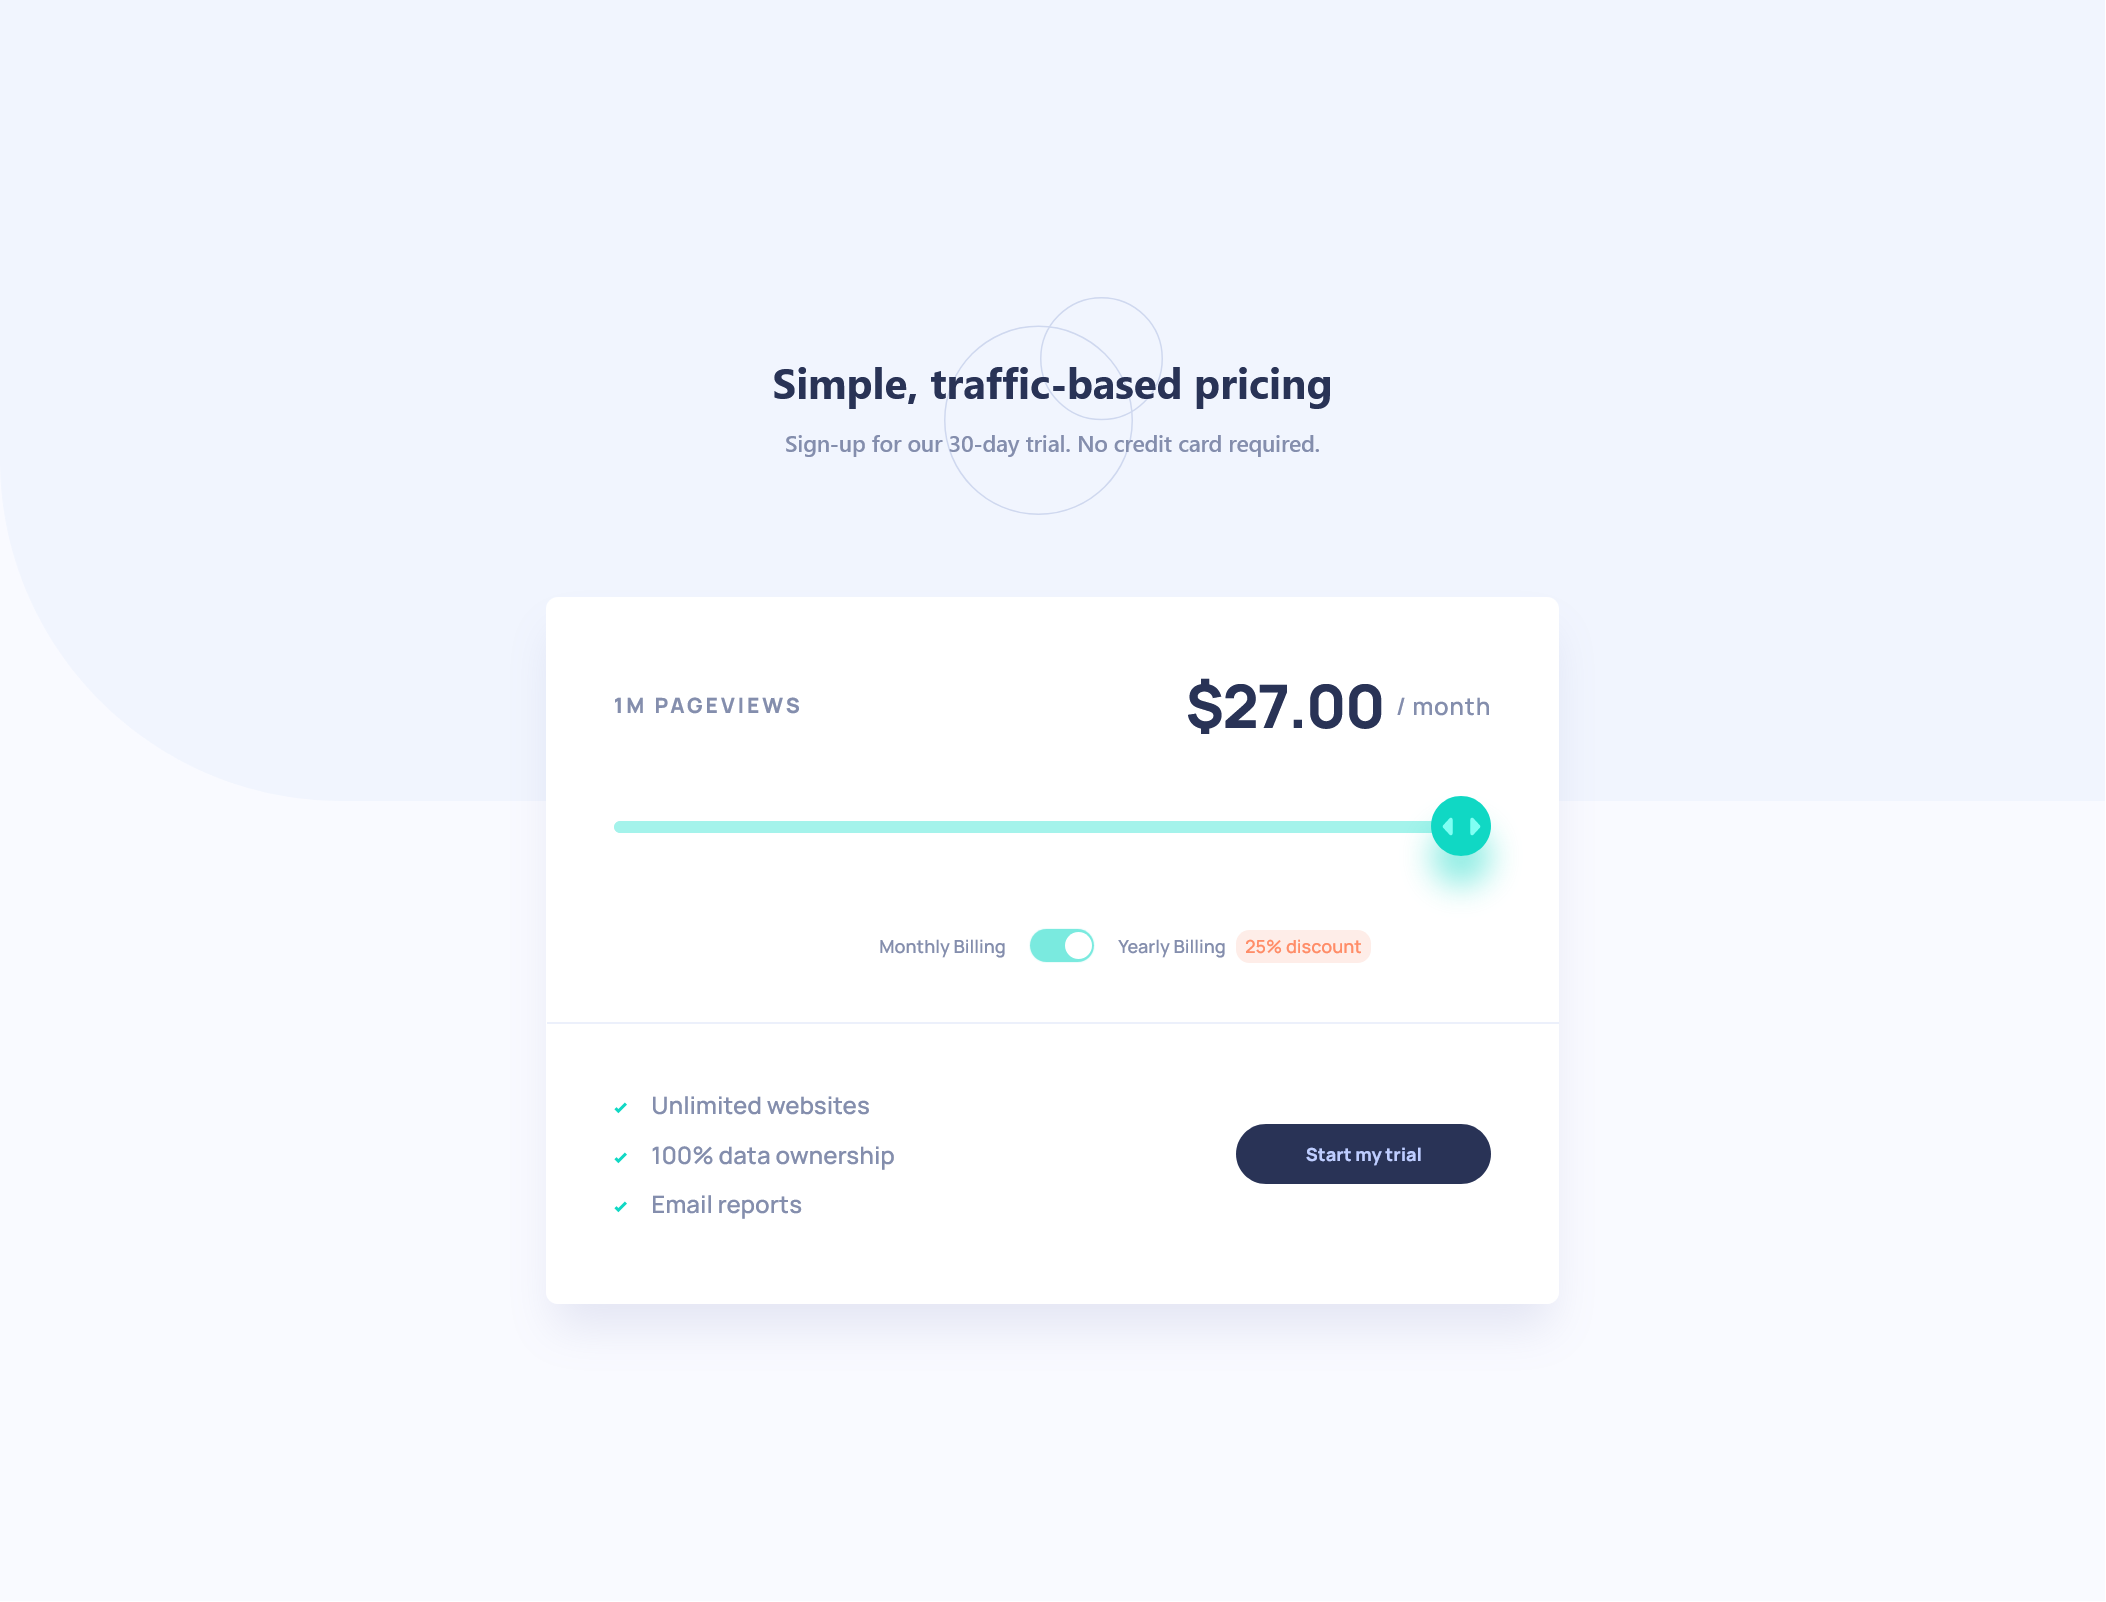 Simple, traffic-based pricing
Sign-up for our 30-day trial. No credit card required.
1M PAGEVIEWS
$27.00 / month
Monthly Billing Yearly Billing 25% discount
Unlimited websites
100% data ownership
Email reports
Start my trial